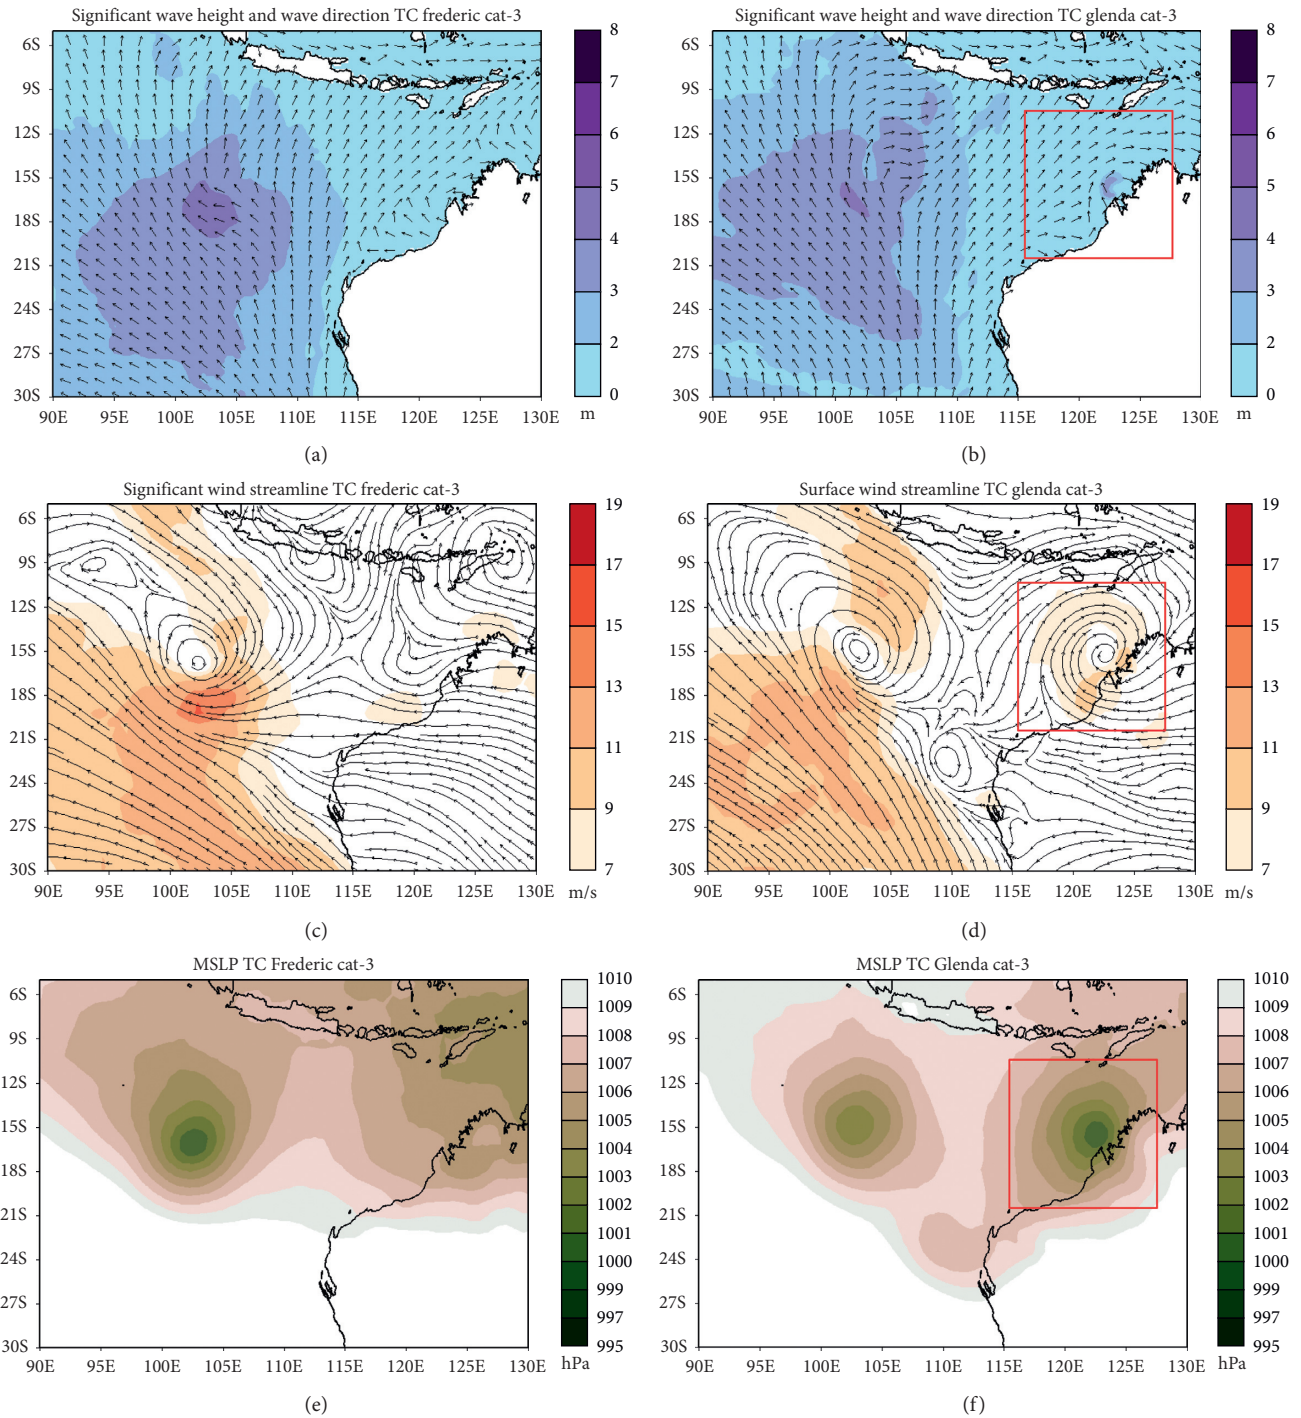 Significant wave height and wave direction TC frederic cat-3
6S
9S
12S
15S
18S
21S
24S
27S
30S
90E 95E 100E 105E 110E 115E 120E 125E 130E
8
7
6
5
4
3
2
0
m
(a)
Significant wave height and wave direction TC glenda cat-3
6S
9S
12S
15S
18S
21S
24S
27S
30S
90E 95E 100E 105E 110E 115E 120E 125E 130E
8
7
6
5
4
3
2
0
m
(b)
Significant wind streamline TC frederic cat-3
6S
9S
12S
15S
18S
21S
24S
27S
30S
90E 95E 100E 105E 110E 115E 120E 125E 130E
19
17
15
13
11
9
7
m/s
(c)
Surface wind streamline TC glenda cat-3
6S
9S
12S
15S
18S
21S
24S
27S
30S
90E 95E 100E 105E 110E 115E 120E 125E 130E
19
17
15
13
11
9
7
m/s
(d)
MSLP TC Frederic cat-3
6S
9S
12S
15S
18S
21S
24S
27S
30S
90E 95E 100E 105E 110E 115E 120E 125E 130E
1010
1009
1008
1007
1006
1005
1004
1003
1002
1001
1000
999
997
995
hPa
(e)
MSLP TC Glenda cat-3
6S
9S
12S
15S
18S
21S
24S
27S
30S
90E 95E 100E 105E 110E 115E 120E 125E 130E
1010
1009
1008
1007
1006
1005
1004
1003
1002
1001
1000
999
997
995
hPa
(f)